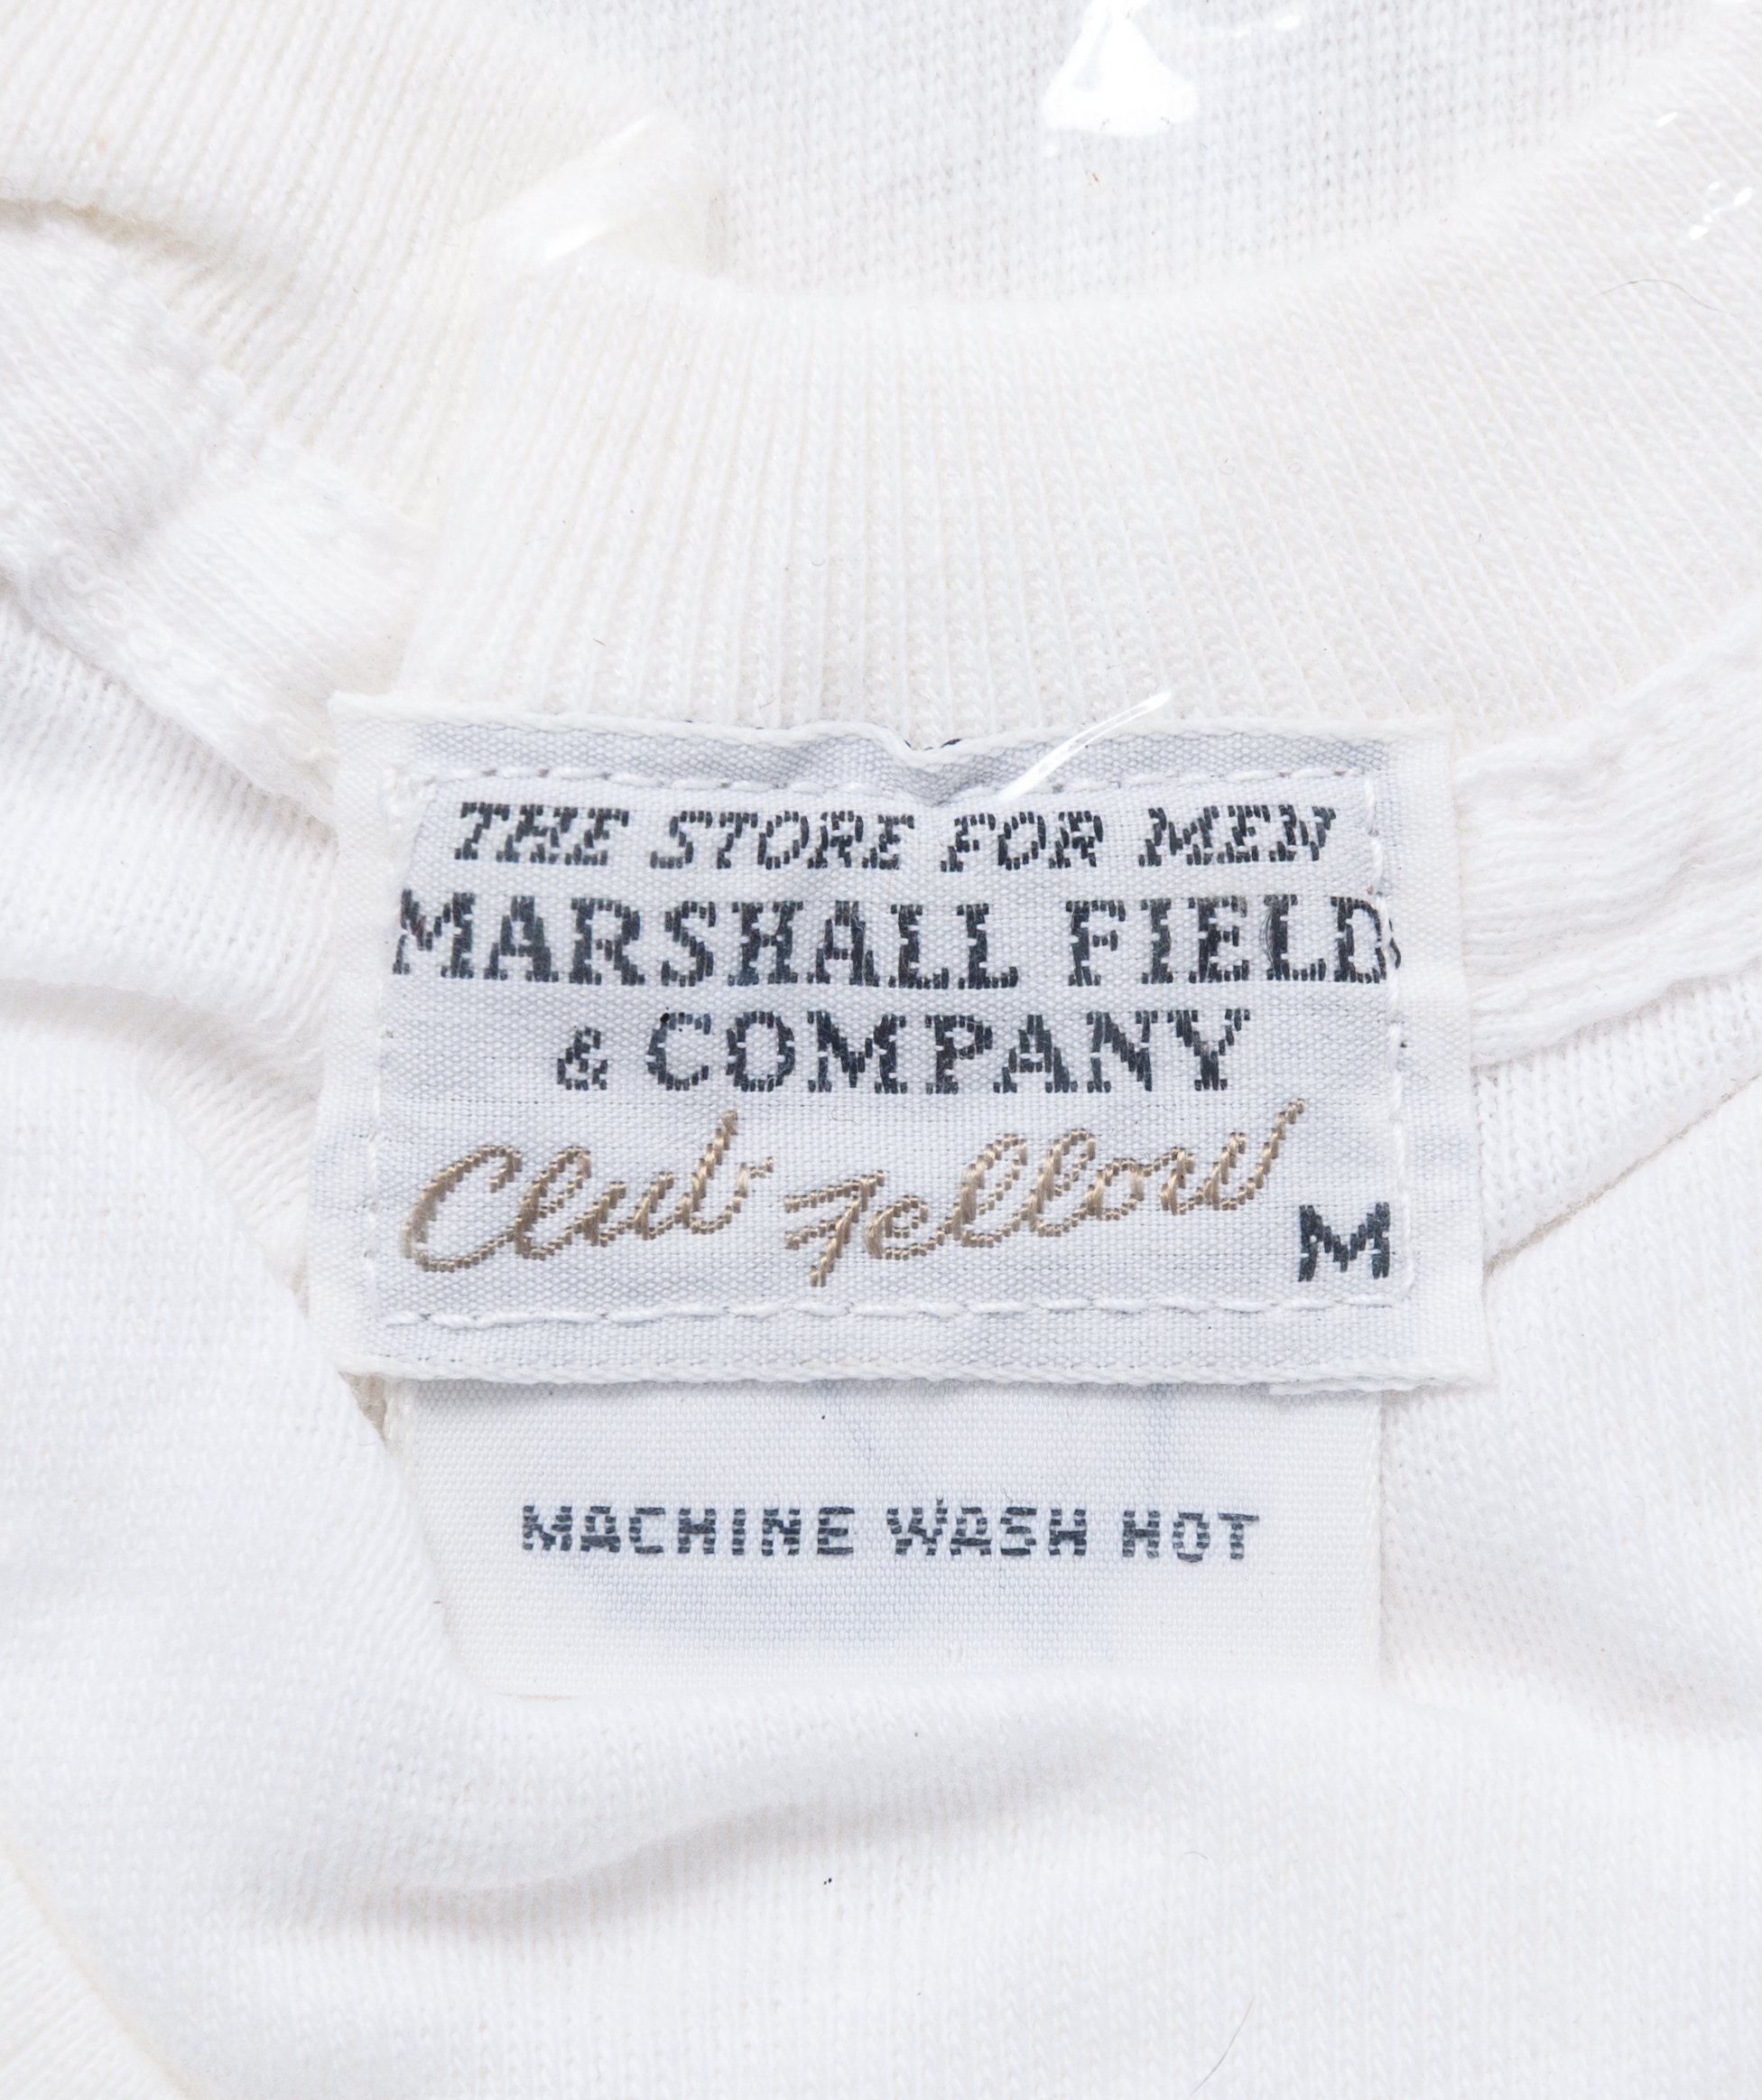 THE STORE FOR MEN
MARSHALL FIELD
& COMPANY
Club Fellow
M
MACHINE WASH HOT